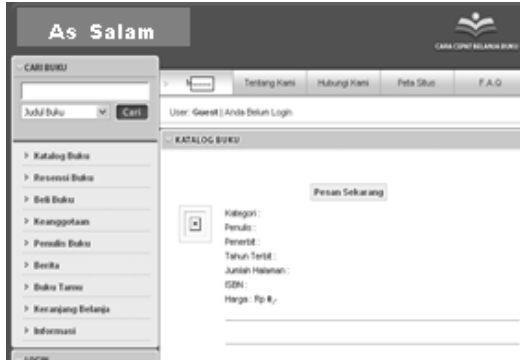 As Salam
CARA CEPAT BELANJA BUKU
CARI BUKU
Judul Buku
Cari
Tentang Kami
Hubungi Kami
Peta Situs
F.A.Q
User: Guest | Anda Belum Login
KATALOG BUKU
Katalog Buku
Resensi Buku
Beli Buku
Keanggotaan
Penulis Buku
Berita
Buku Tamu
Keranjang Belanja
Informasi
LOGIN
Pesan Sekarang
Kategori :
Penulis :
Penerbit :
Tahun Terbit :
Jumlah Halaman :
ISBN :
Harga : Rp 0,-